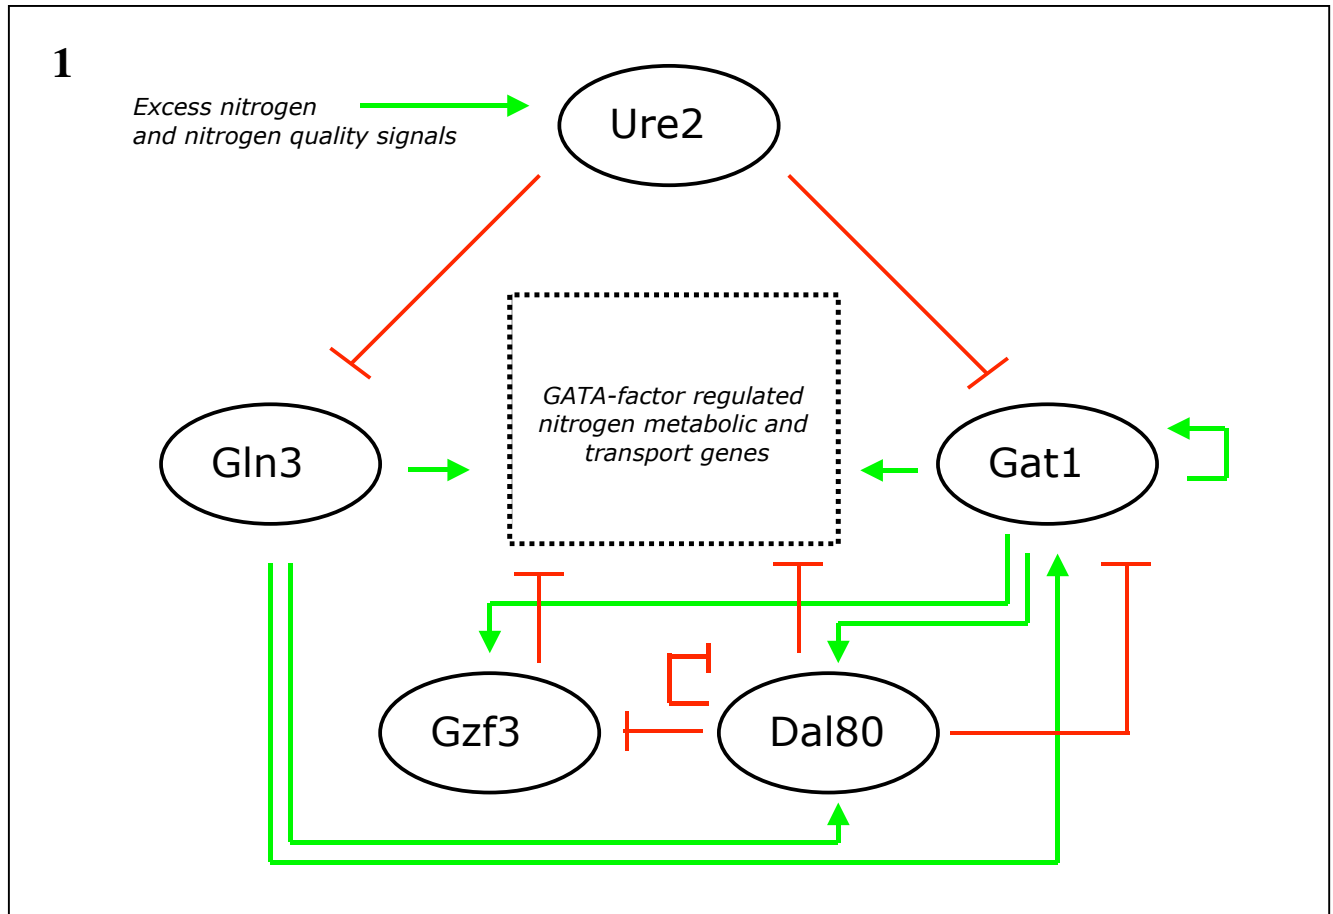 1
Excess nitrogen
and nitrogen quality signals
Ure2
GATA-factor regulated
nitrogen metabolic and
transport genes
Gln3
Gat1
Gzf3
Dal80